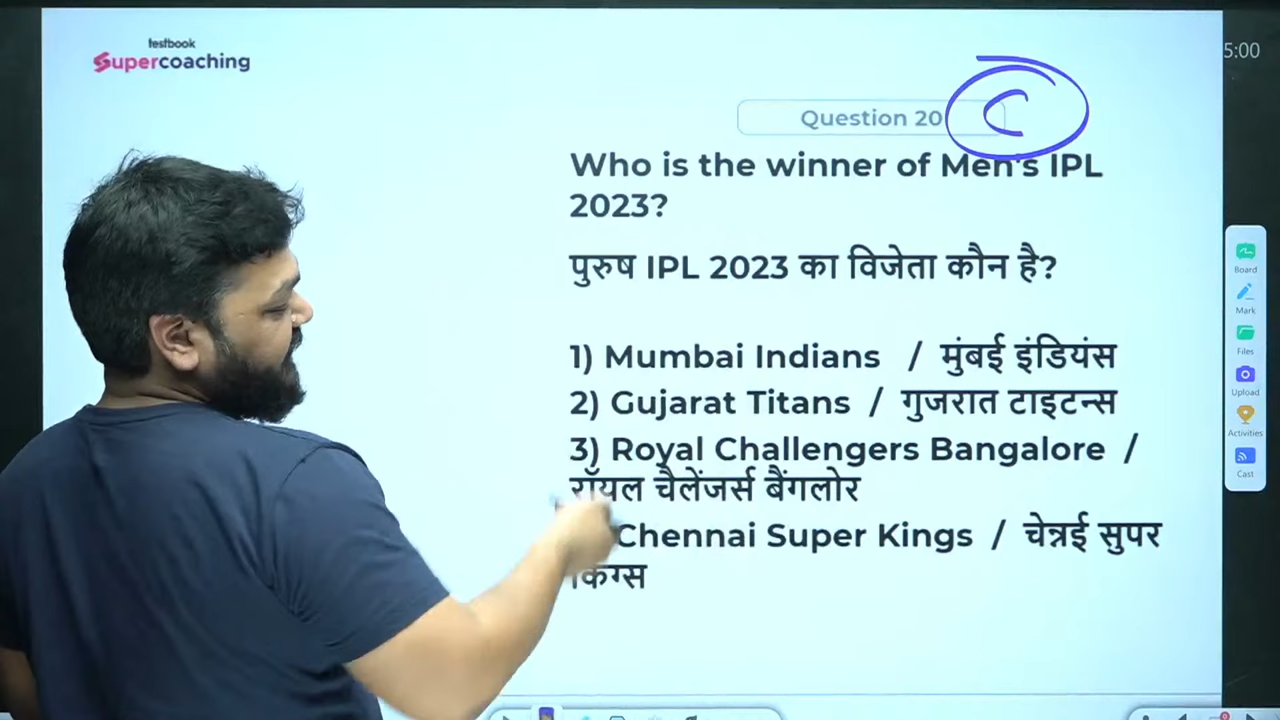 testbook
Supercoaching
5:00
Question 20
C
Who is the winner of Men's IPL
2023?
पुरुष IPL 2023 का विजेता कौन है?
1) Mumbai Indians / मुंबई इंडियंस
2) Gujarat Titans / गुजरात टाइटन्स
3) Royal Challengers Bangalore /
रॉयल चैलेंजर्स बैंगलोर
Chennai Super Kings / चेन्नई सुपर
किंग्स
Board
Mark
Files
Upload
Activities
Cast